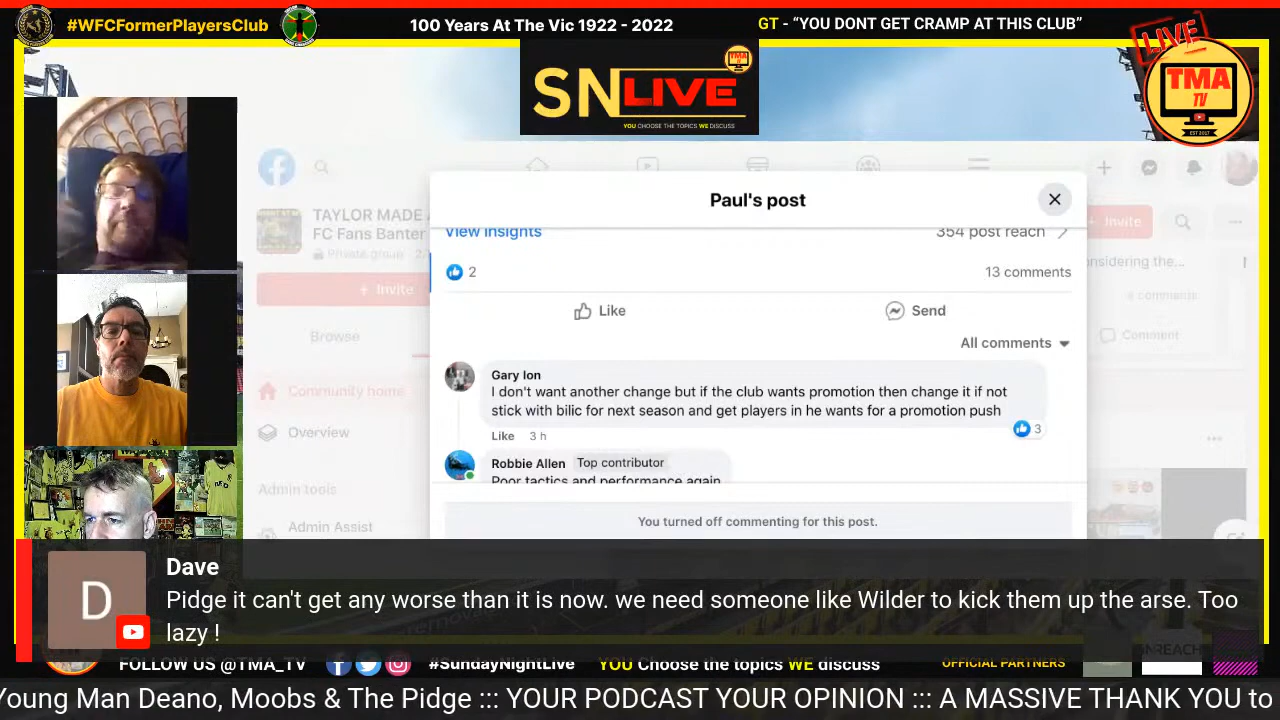 #WFCFormerPlayersClub
100 Years At The Vic 1922 - 2022
GT - “YOU DONT GET CRAMP AT THIS CLUB”
LIVE
TMA
TV
EST 2017
SN LIVE
YOU CHOOSE THE TOPICS WE DISCUSS
TAYLOR MADE
FC Fans Banter
Private group
+ Invite
Browse
Community home
Overview
Admin tools
Admin Assist
Invite
Paul's post
View insights
354 post reach
2
13 comments
Like
Send
All comments
Gary Ion
I don't want another change but if the club wants promotion then change it if not
stick with bilic for next season and get players in he wants for a promotion push
Like 3 h
3
Robbie Allen Top contributor
Poor tactics and performance again
You turned off commenting for this post.
onsidering the...
comments
Comment
D
Dave
Pidge it can't get any worse than it is now. we need someone like Wilder to kick them up the arse. Too
lazy !
FOLLOW US @TMA_TV
#SundayNightLive
YOU Choose the topics WE discuss
OFFICIAL PARTNERS
Young Man Deano, Moobs & The Pidge ::: YOUR PODCAST YOUR OPINION ::: A MASSIVE THANK YOU to